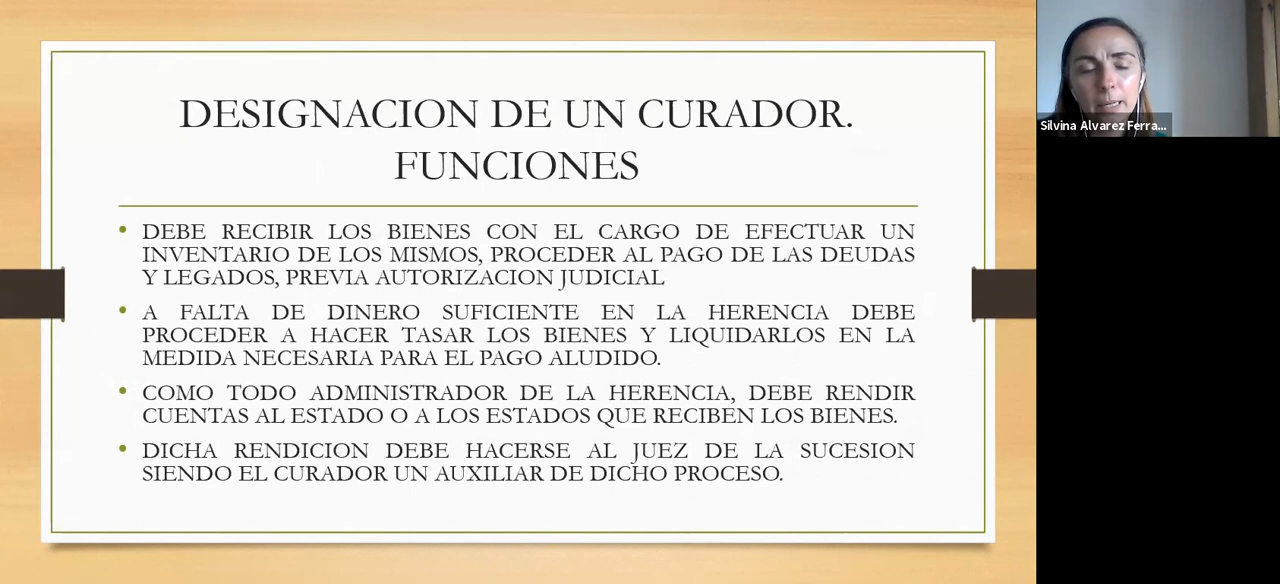 DESIGNACION DE UN CURADOR.
FUNCIONES
• DEBE RECIBIR LOS BIENES CON EL CARGO DE EFECTUAR UN
INVENTARIO DE LOS MISMOS, PROCEDER AL PAGO DE LAS DEUDAS
Y LEGADOS, PREVIA AUTORIZACION JUDICIAL
• A FALTA DE DINERO SUFICIENTE EN LA HERENCIA DEBE
PROCEDER A HACER TASAR LOS BIENES Y LIQUIDARLOS EN LA
MEDIDA NECESARIA PARA EL PAGO ALUDIDO.
• COMO TODO ADMINISTRADOR DE LA HERENCIA, DEBE RENDIR
CUENTAS AL ESTADO O A LOS ESTADOS QUE RECIBEN LOS BIENES.
• DICHA RENDICION DEBE HACERSE AL JUEZ DE LA SUCESION
SIENDO EL CURADOR UN AUXILIAR DE DICHO PROCESO.
Silvina Alvarez Ferra...